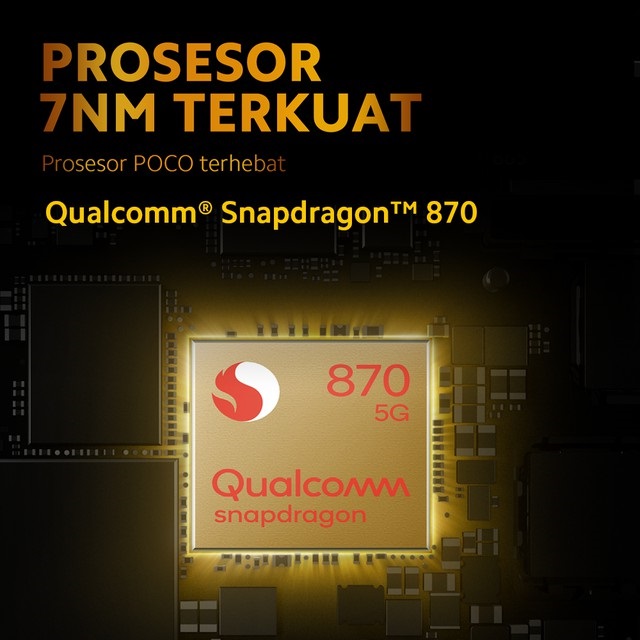 PROSESOR
7NM TERKUAT
Prosesor POCO terhebat
Qualcomm® Snapdragon™ 870
870
5G
Qualcomm
snapdragon